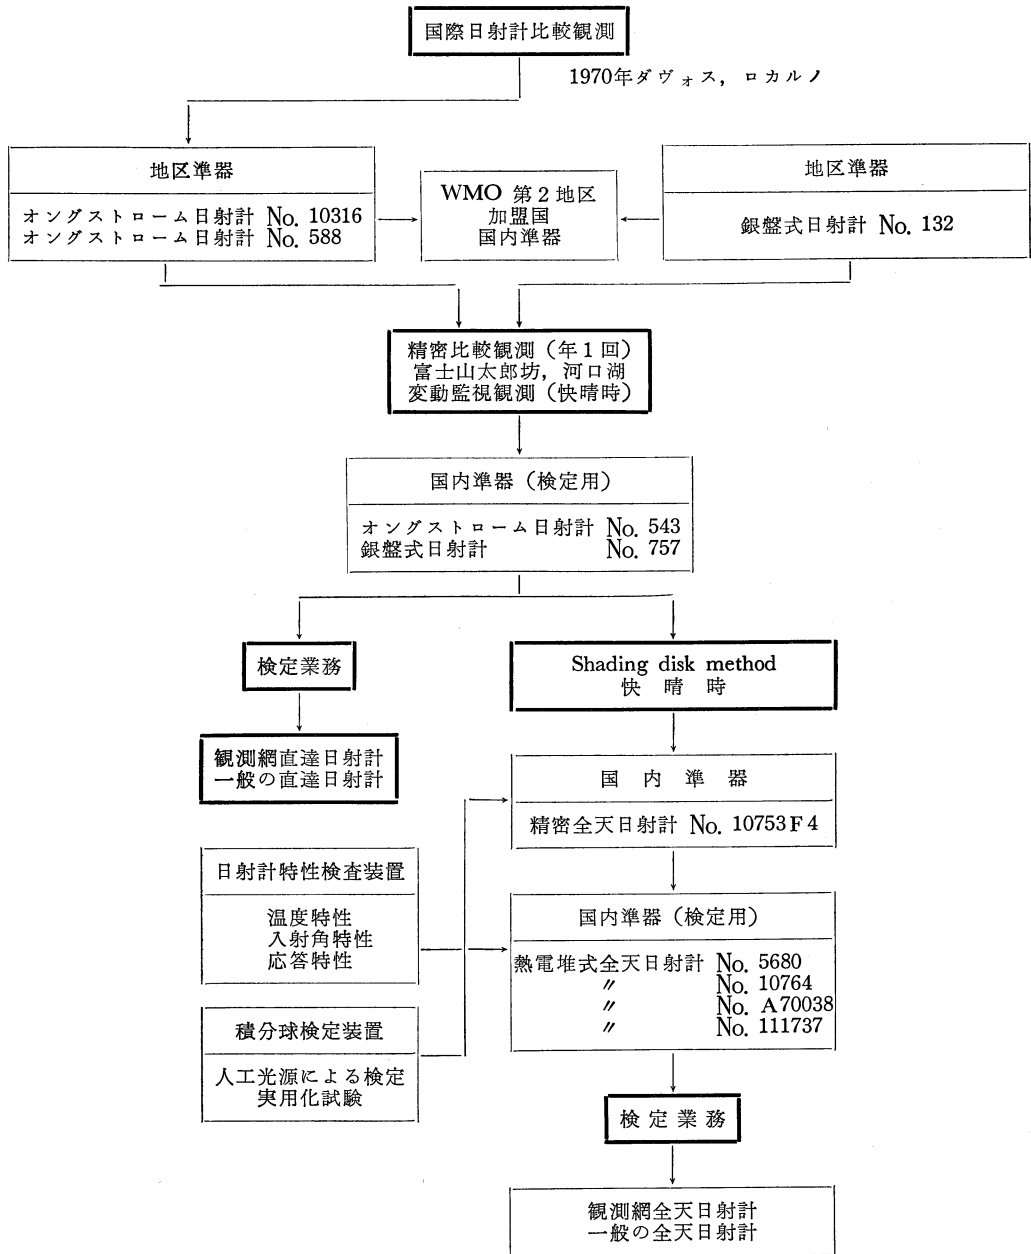 国際日射計比較観測
1970年ダヴォス，ロカルノ
地区準器
オングストローム日射計 No. 10316
オングストローム日射計 No. 588
WMO 第2地区
加盟国
国内準器
地区準器
銀盤式日射計 No. 132
精密比較観測（年1回）
富士山太郎坊，河口湖
変動監視観測（快晴時）
国内準器（検定用）
オングストローム日射計 No. 543
銀盤式日射計 No. 757
検定業務
観測網直達日射計
一般の直達日射計
Shading disk method
快晴時
国内準器
精密全天日射計 No. 10753F4
日射計特性検査装置
温度特性
入射角特性
応答特性
国内準器（検定用）
熱電堆式全天日射計 No. 5680
〃 No. 10764
〃 No. A70038
〃 No. 111737
積分球検定装置
人工光源による検定
実用化試験
検定業務
観測網全天日射計
一般の全天日射計